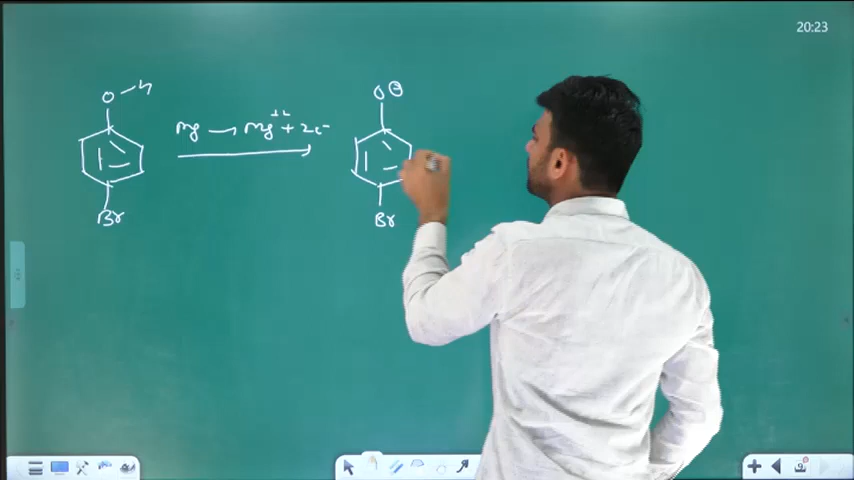 20:23
O–H
Mg → Mg⁺² + 2e⁻
O⊖
Br
Br